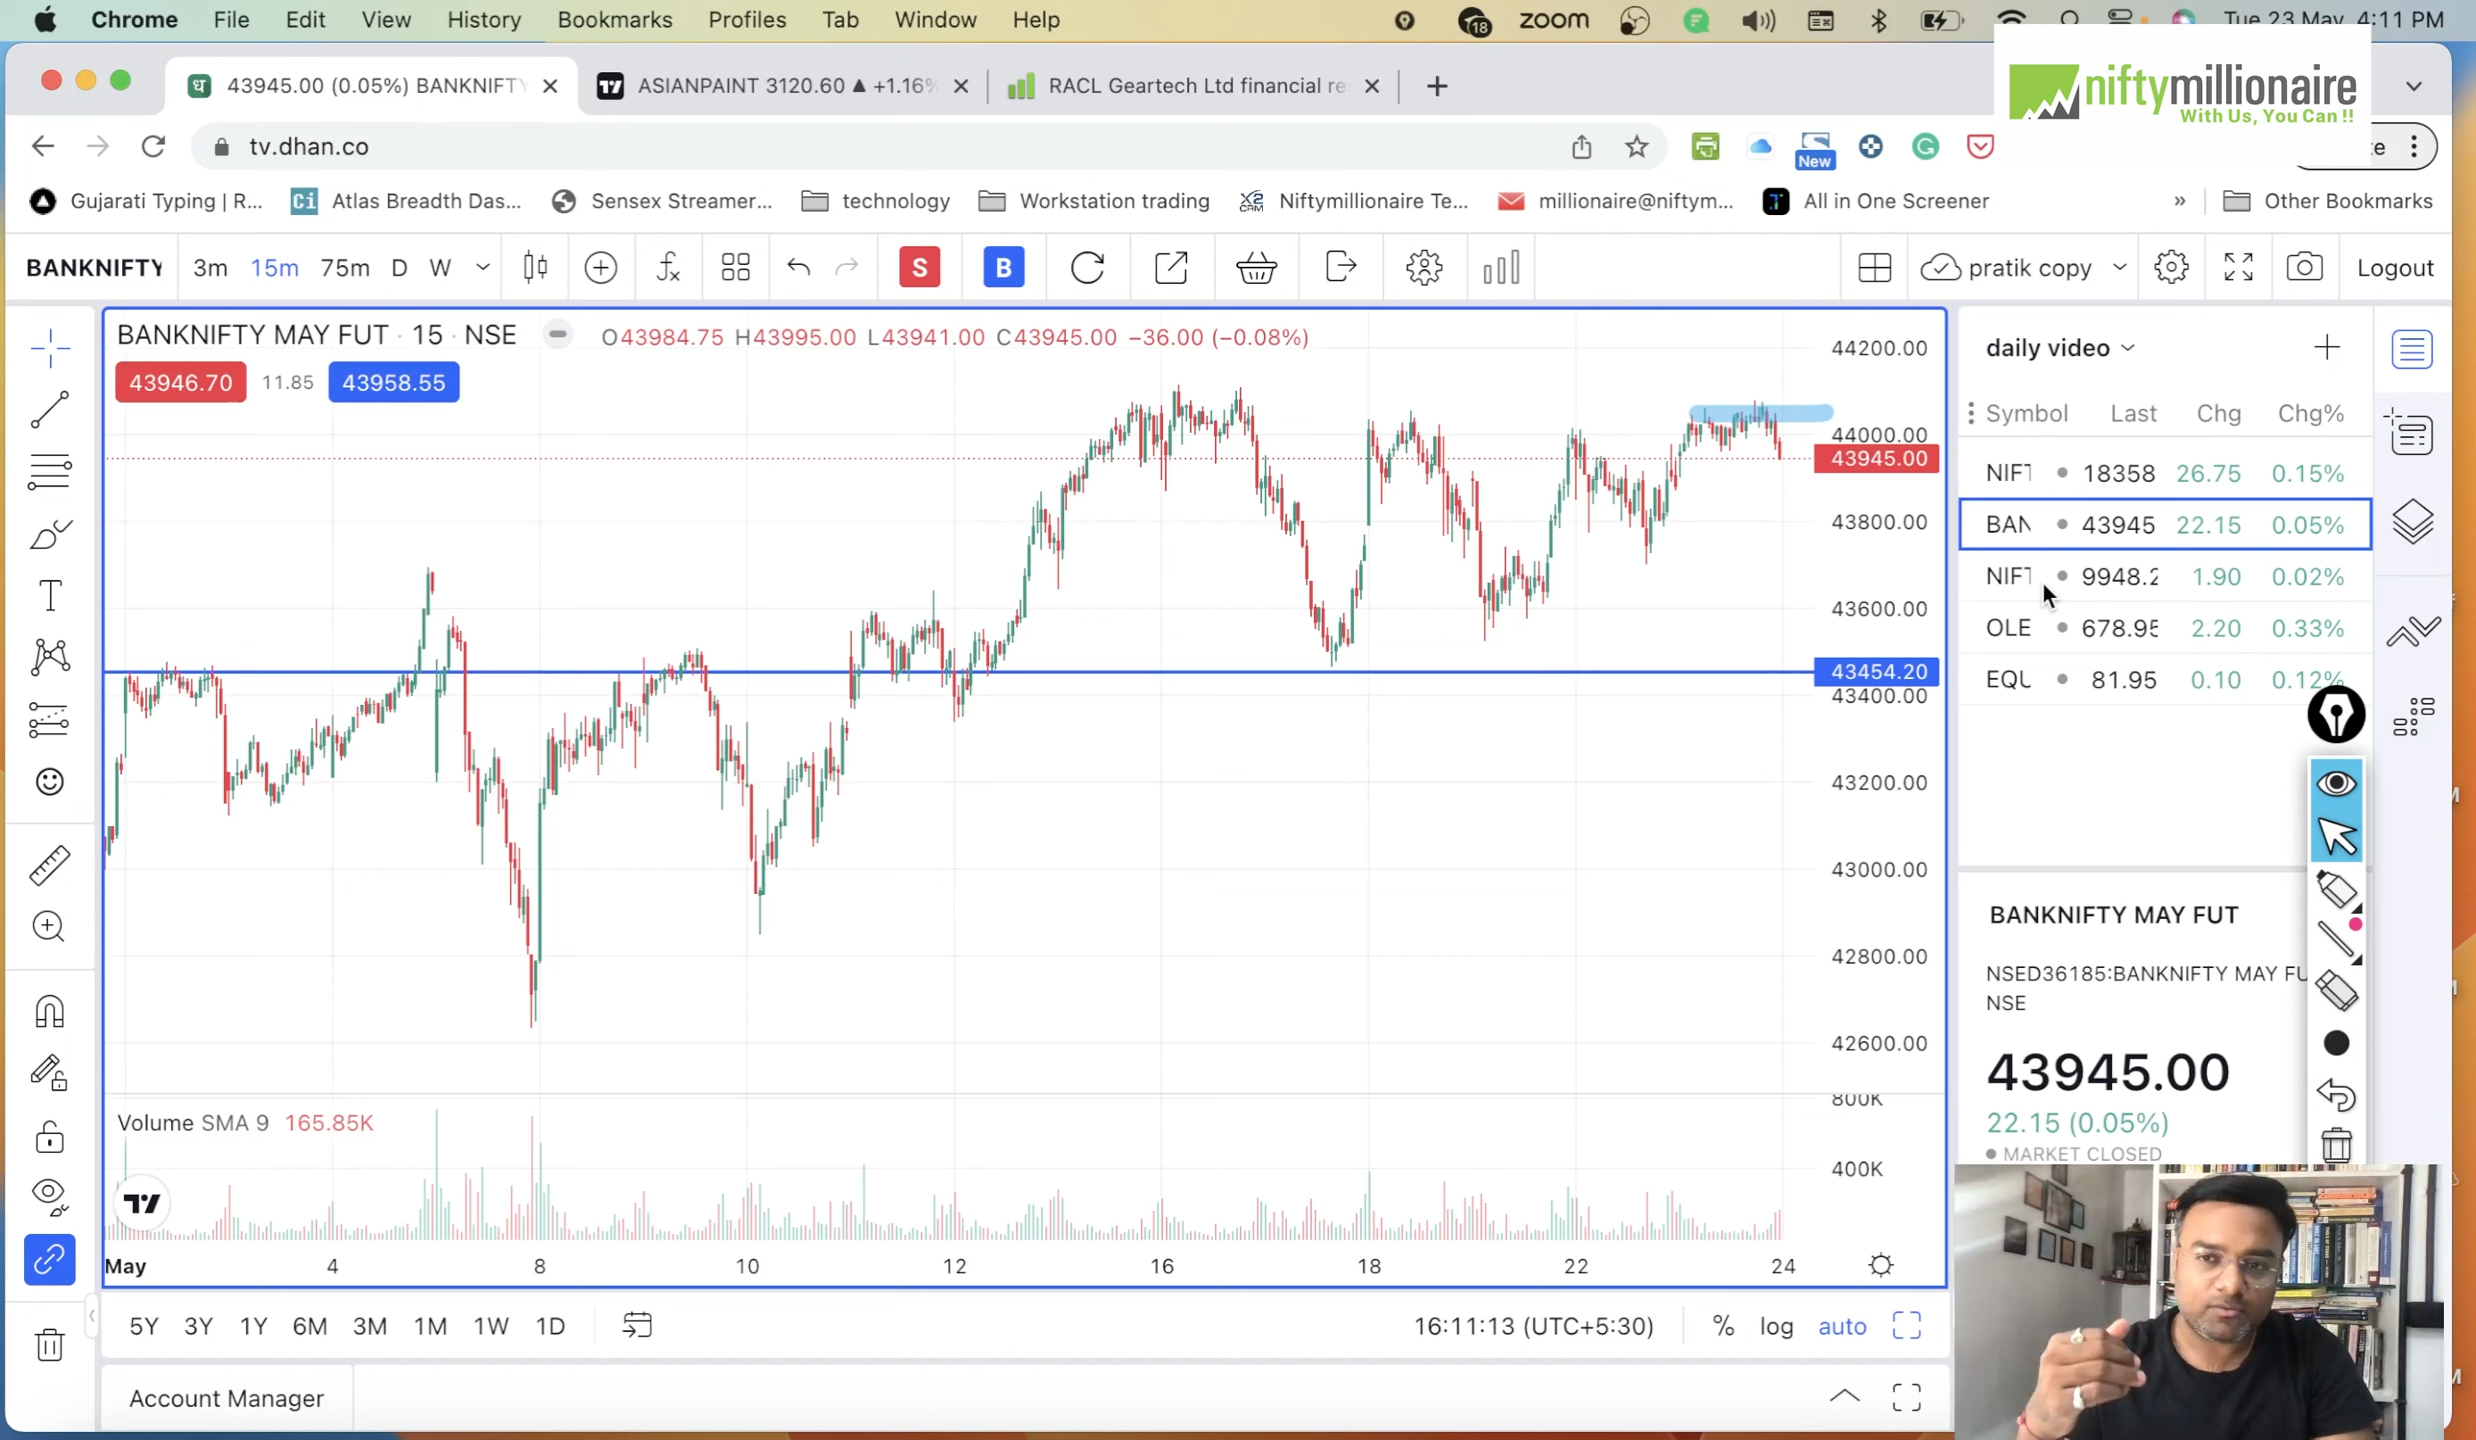 Chrome File Edit View History Bookmarks Profiles Tab Window Help
18 zoom Tue 23 May 4:11 PM
niftymillionaire
With Us, You Can !!
43945.00 (0.05%) BANKNIFTY
ASIANPAINT 3120.60 ▲ +1.16%
RACL Geartech Ltd financial re
tv.dhan.co
New
Gujarati Typing | R...
Atlas Breadth Das...
Sensex Streamer...
technology
Workstation trading
Niftymillionaire Te...
millionaire@niftym...
All in One Screener
» Other Bookmarks
BANKNIFTY 3m 15m 75m D W
S B
pratik copy
Logout
BANKNIFTY MAY FUT · 15 · NSE O43984.75 H43995.00 L43941.00 C43945.00 −36.00 (−0.08%)
43946.70 11.85 43958.55
44200.00
44000.00
43945.00
43800.00
43600.00
43454.20
43400.00
43200.00
43000.00
42800.00
42600.00
800K
Volume SMA 9 165.85K
400K
May 4 8 10 12 16 18 22 24
5Y 3Y 1Y 6M 3M 1M 1W 1D
16:11:13 (UTC+5:30) % log auto
Account Manager
daily video
Symbol Last Chg Chg%
NIFT 18358 26.75 0.15%
BAN 43945 22.15 0.05%
NIFT 9948.2 1.90 0.02%
OLE 678.95 2.20 0.33%
EQU 81.95 0.10 0.12%
BANKNIFTY MAY FUT
NSED36185:BANKNIFTY MAY FU
NSE
43945.00
22.15 (0.05%)
MARKET CLOSED